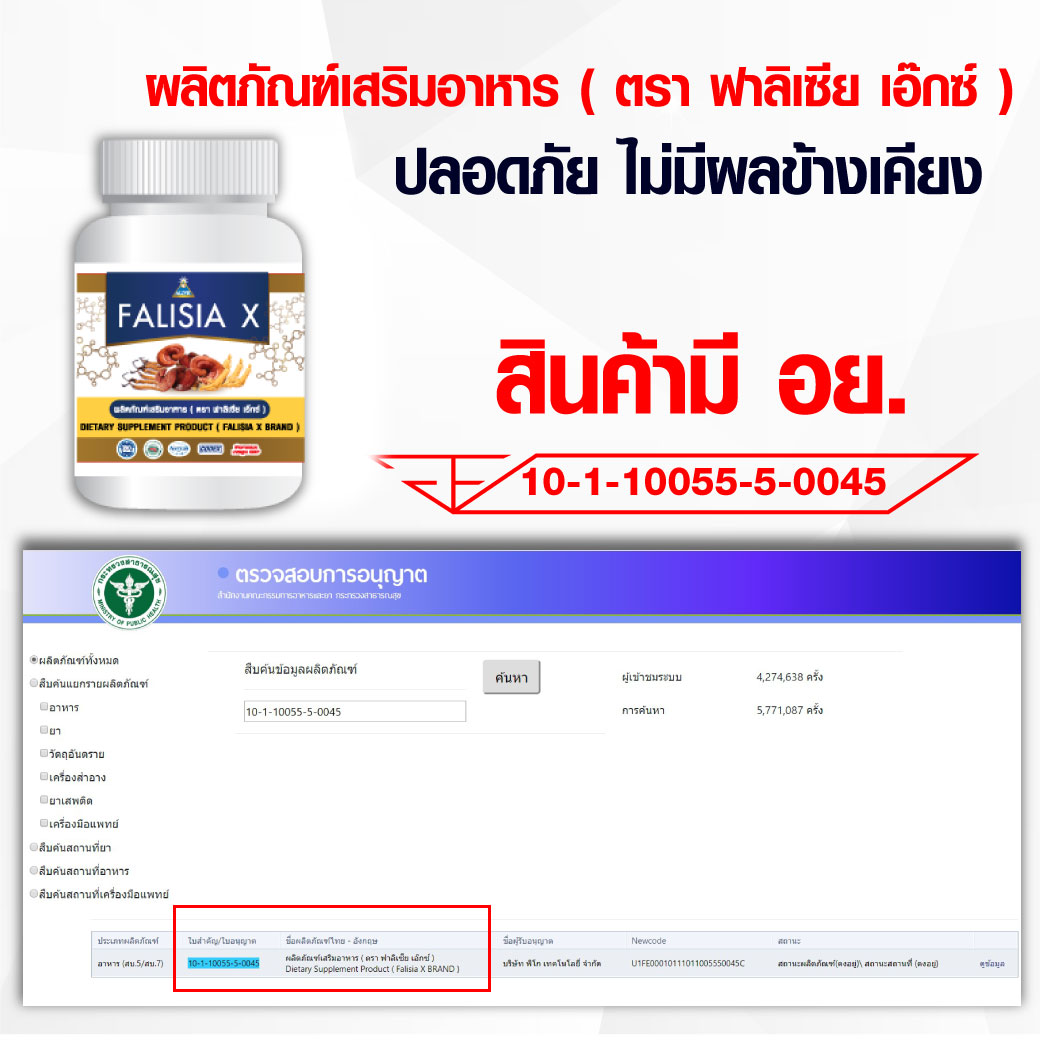 ผลิตภัณฑ์เสริมอาหาร ( ตรา ฟาลิเซีย เอ๊กซ์ )
ปลอดภัย ไม่มีผลข้างเคียง
FALISIA X
ผลิตภัณฑ์เสริมอาหาร ( ตรา ฟาลิเซีย เอ๊กซ์ )
DIETARY SUPPLEMENT PRODUCT ( FALISIA X BRAND )
CODEX
สินค้ามี อย.
10-1-10055-5-0045
กระทรวงสาธารณสุข
MINISTRY OF PUBLIC HEALTH
ตรวจสอบการอนุญาต
สำนักงานคณะกรรมการอาหารและยา กระทรวงสาธารณสุข
ผลิตภัณฑ์ทั้งหมด
สืบค้นแยกรายผลิตภัณฑ์
อาหาร
ยา
วัตถุอันตราย
เครื่องสำอาง
ยาเสพติด
เครื่องมือแพทย์
สืบค้นสถานที่ยา
สืบค้นสถานที่อาหาร
สืบค้นสถานที่เครื่องมือแพทย์
สืบค้นข้อมูลผลิตภัณฑ์
ค้นหา
10-1-10055-5-0045
ผู้เข้าชมระบบ 4,274,638 ครั้ง
การค้นหา 5,771,087 ครั้ง
ประเภทผลิตภัณฑ์ ใบสำคัญ/ใบอนุญาต ชื่อผลิตภัณฑ์ไทย - อังกฤษ ชื่อผู้รับอนุญาต Newcode สถานะ
อาหาร (สบ.5/สบ.7) 10-1-10055-5-0045 ผลิตภัณฑ์เสริมอาหาร ( ตรา ฟาลิเซีย เอ๊กซ์ ) บริษัท พีโก เทคโนโลยี จำกัด U1FE00010111011005550045C สถานะผลิตภัณฑ์(คงอยู่)\ สถานะสถานที่ (คงอยู่) ดูข้อมูล
Dietary Supplement Product ( Falisia X BRAND )